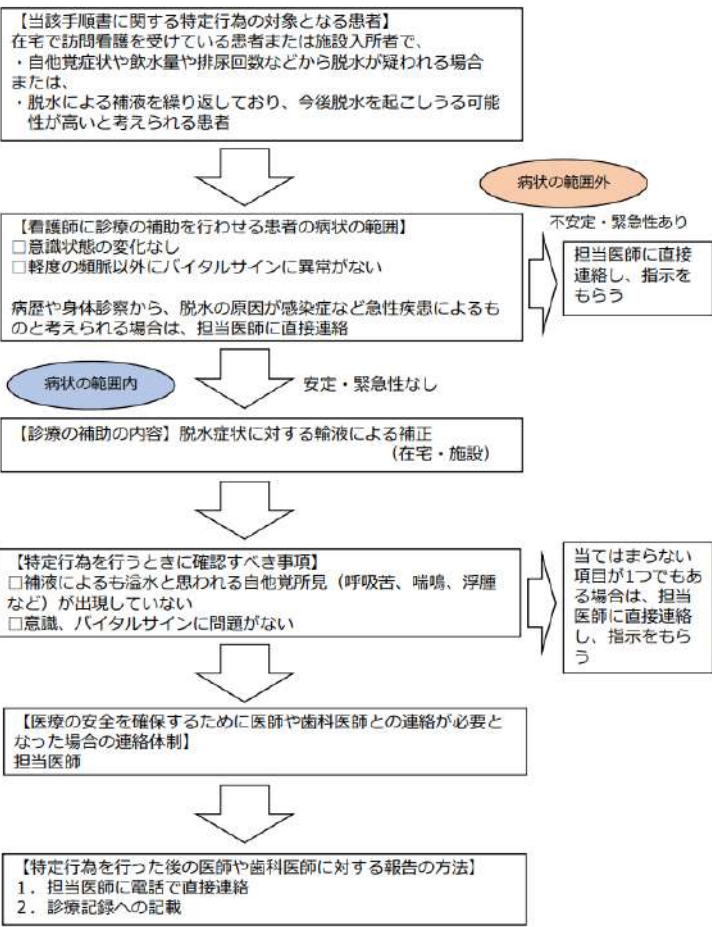 【当該手順書に関する特定行為の対象となる患者】
在宅で訪問看護を受けている患者または施設入所者で、
・自他覚症状や飲水量や排尿回数などから脱水が疑われる場合
または、
・脱水による補液を繰り返しており、今後脱水を起こしうる可能
性が高いと考えられる患者
病状の範囲外
不安定・緊急性あり
【看護師に診療の補助を行わせる患者の病状の範囲】
□意識状態の変化なし
□軽度の頻脈以外にバイタルサインに異常がない
病歴や身体診察から、脱水の原因が感染症など急性疾患によるも
のと考えられる場合は、担当医師に直接連絡
担当医師に直接
連絡し、指示を
もらう
病状の範囲内
安定・緊急性なし
【診療の補助の内容】脱水症状に対する輸液による補正
(在宅・施設)
【特定行為を行うときに確認すべき事項】
□補液によるも溢水と思われる自他覚所見（呼吸苦、喘鳴、浮腫
など）が出現していない
□意識、バイタルサインに問題がない
当てはまらない
項目が1つでもあ
る場合は、担当
医師に直接連絡
し、指示をもら
う
【医療の安全を確保するために医師や歯科医師との連絡が必要と
なった場合の連絡体制】
担当医師
【特定行為を行った後の医師や歯科医師に対する報告の方法】
1．担当医師に電話で直接連絡
2．診療記録への記載